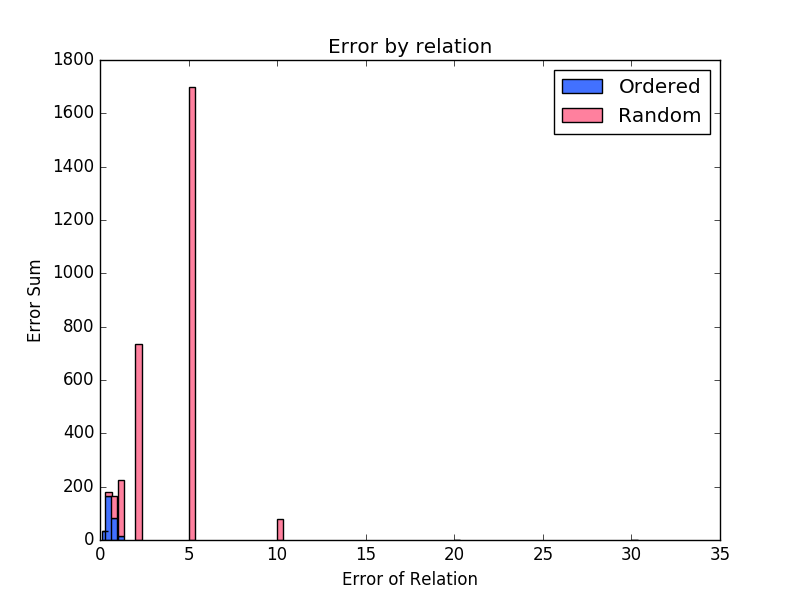 Error by relation
Ordered
Random
Error Sum
1800
1600
1400
1200
1000
800
600
400
200
0
0 5 10 15 20 25 30 35
Error of Relation